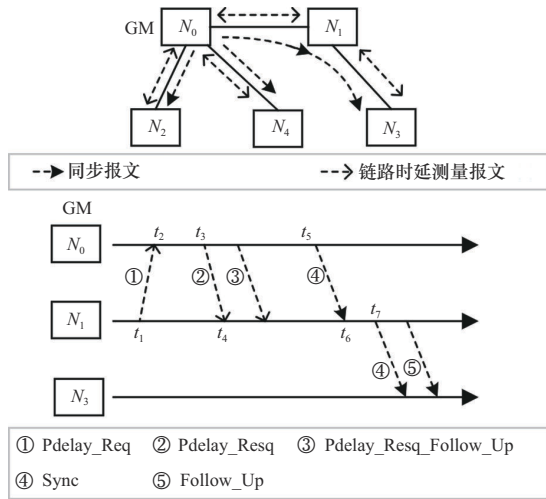 GM N₀ N₁
N₂ N₄ N₃
同步报文 链路时延测量报文
GM
t₂ t₃ t₅
N₀
① ② ③ ④
t₇
N₁
t₁ t₄ t₆
④ ⑤
N₃
① Pdelay_Req ② Pdelay_Resq ③ Pdelay_Resq_Follow_Up
④ Sync ⑤ Follow_Up